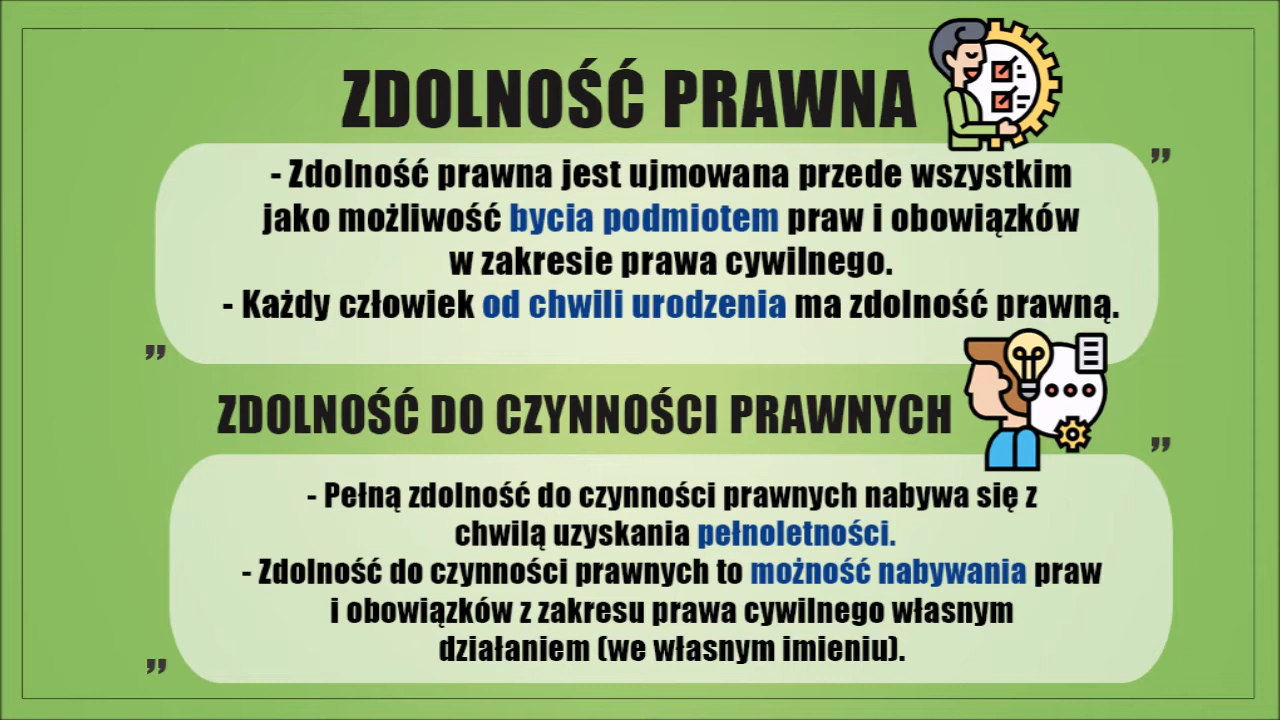 ZDOLNOŚĆ PRAWNA
- Zdolność prawna jest ujmowana przede wszystkim
jako możliwość bycia podmiotem praw i obowiązków
w zakresie prawa cywilnego.
- Każdy człowiek od chwili urodzenia ma zdolność prawną.
ZDOLNOŚĆ DO CZYNNOŚCI PRAWNYCH
- Pełną zdolność do czynności prawnych nabywa się z
chwilą uzyskania pełnoletności.
- Zdolność do czynności prawnych to możność nabywania praw
i obowiązków z zakresu prawa cywilnego własnym
działaniem (we własnym imieniu).